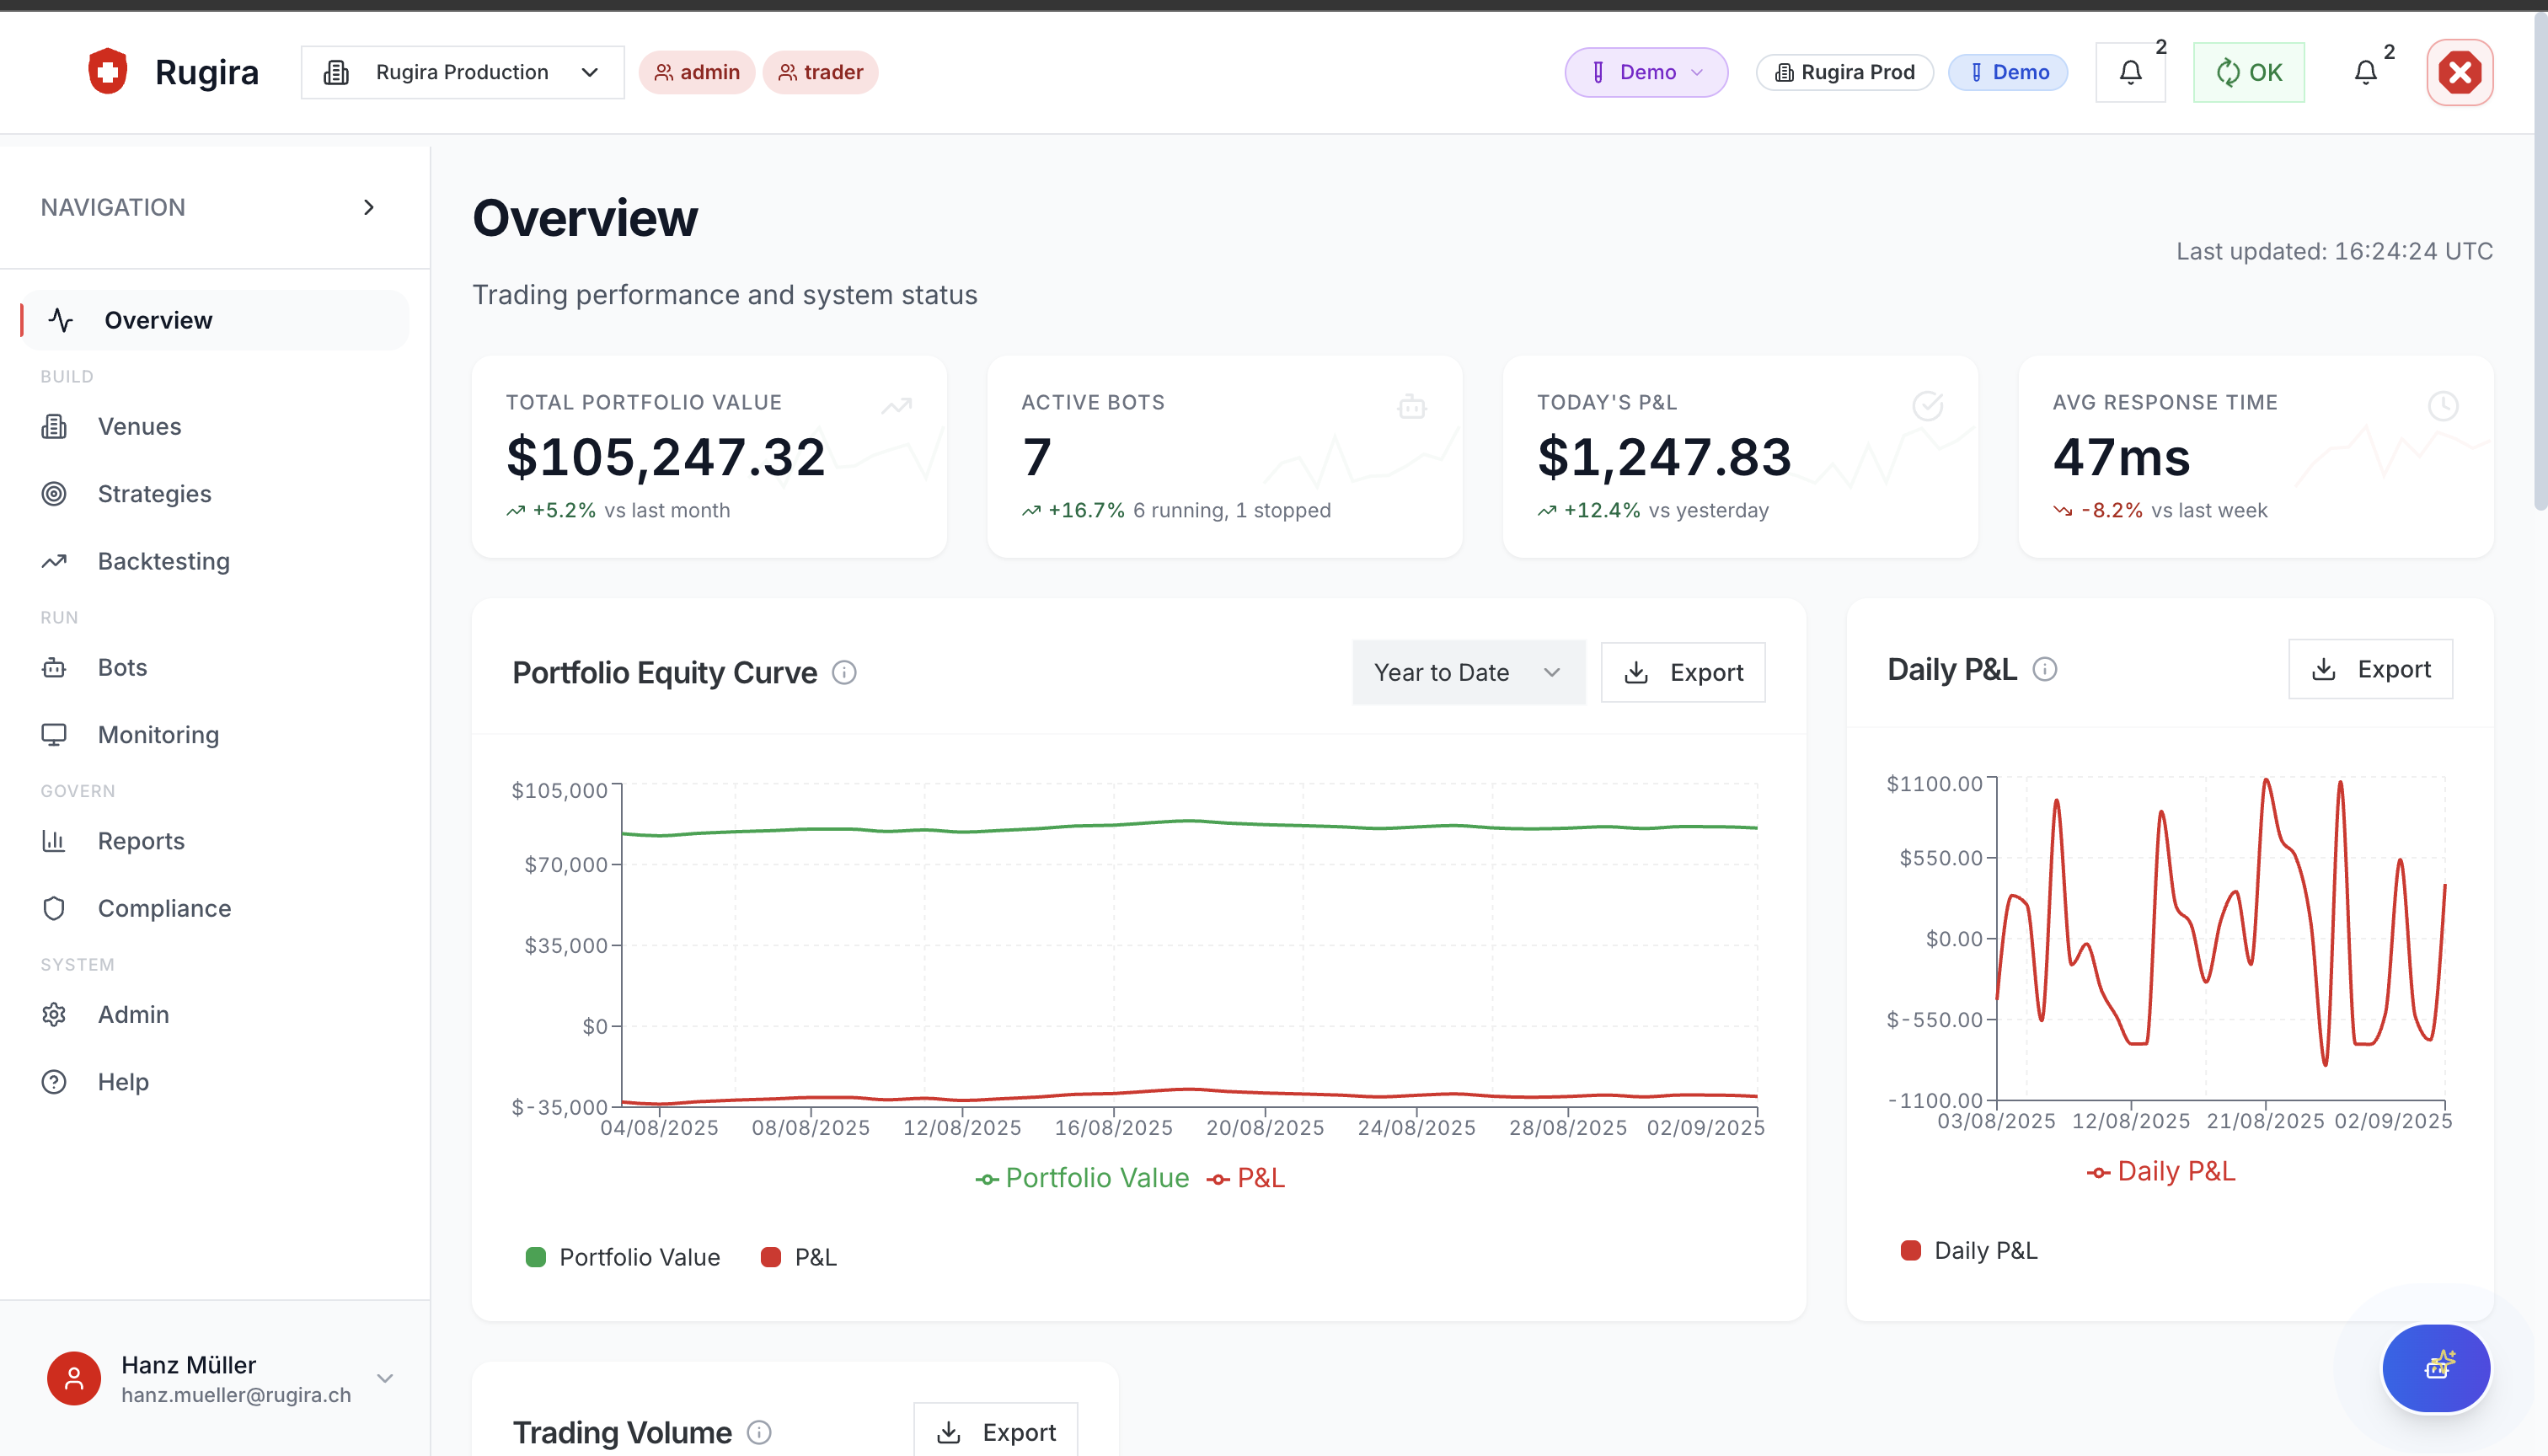 Rugira
Rugira Production
admin
trader
Demo
Rugira Prod
Demo
2
OK
2
NAVIGATION
Overview
BUILD
Venues
Strategies
Backtesting
RUN
Bots
Monitoring
GOVERN
Reports
Compliance
SYSTEM
Admin
Help
Hanz Müller
hanz.mueller@rugira.ch
Overview
Trading performance and system status
Last updated: 16:24:24 UTC
TOTAL PORTFOLIO VALUE
$105,247.32
+5.2% vs last month
ACTIVE BOTS
7
+16.7% 6 running, 1 stopped
TODAY'S P&L
$1,247.83
+12.4% vs yesterday
AVG RESPONSE TIME
47ms
-8.2% vs last week
Portfolio Equity Curve
Year to Date
Export
$105,000
$70,000
$35,000
$0
$-35,000
04/08/2025 08/08/2025 12/08/2025 16/08/2025 20/08/2025 24/08/2025 28/08/2025 02/09/2025
Portfolio Value P&L
Portfolio Value P&L
Daily P&L
Export
$1100.00
$550.00
$0.00
$-550.00
-1100.00
03/08/2025 12/08/2025 21/08/2025 02/09/2025
Daily P&L
Daily P&L
Trading Volume
Export